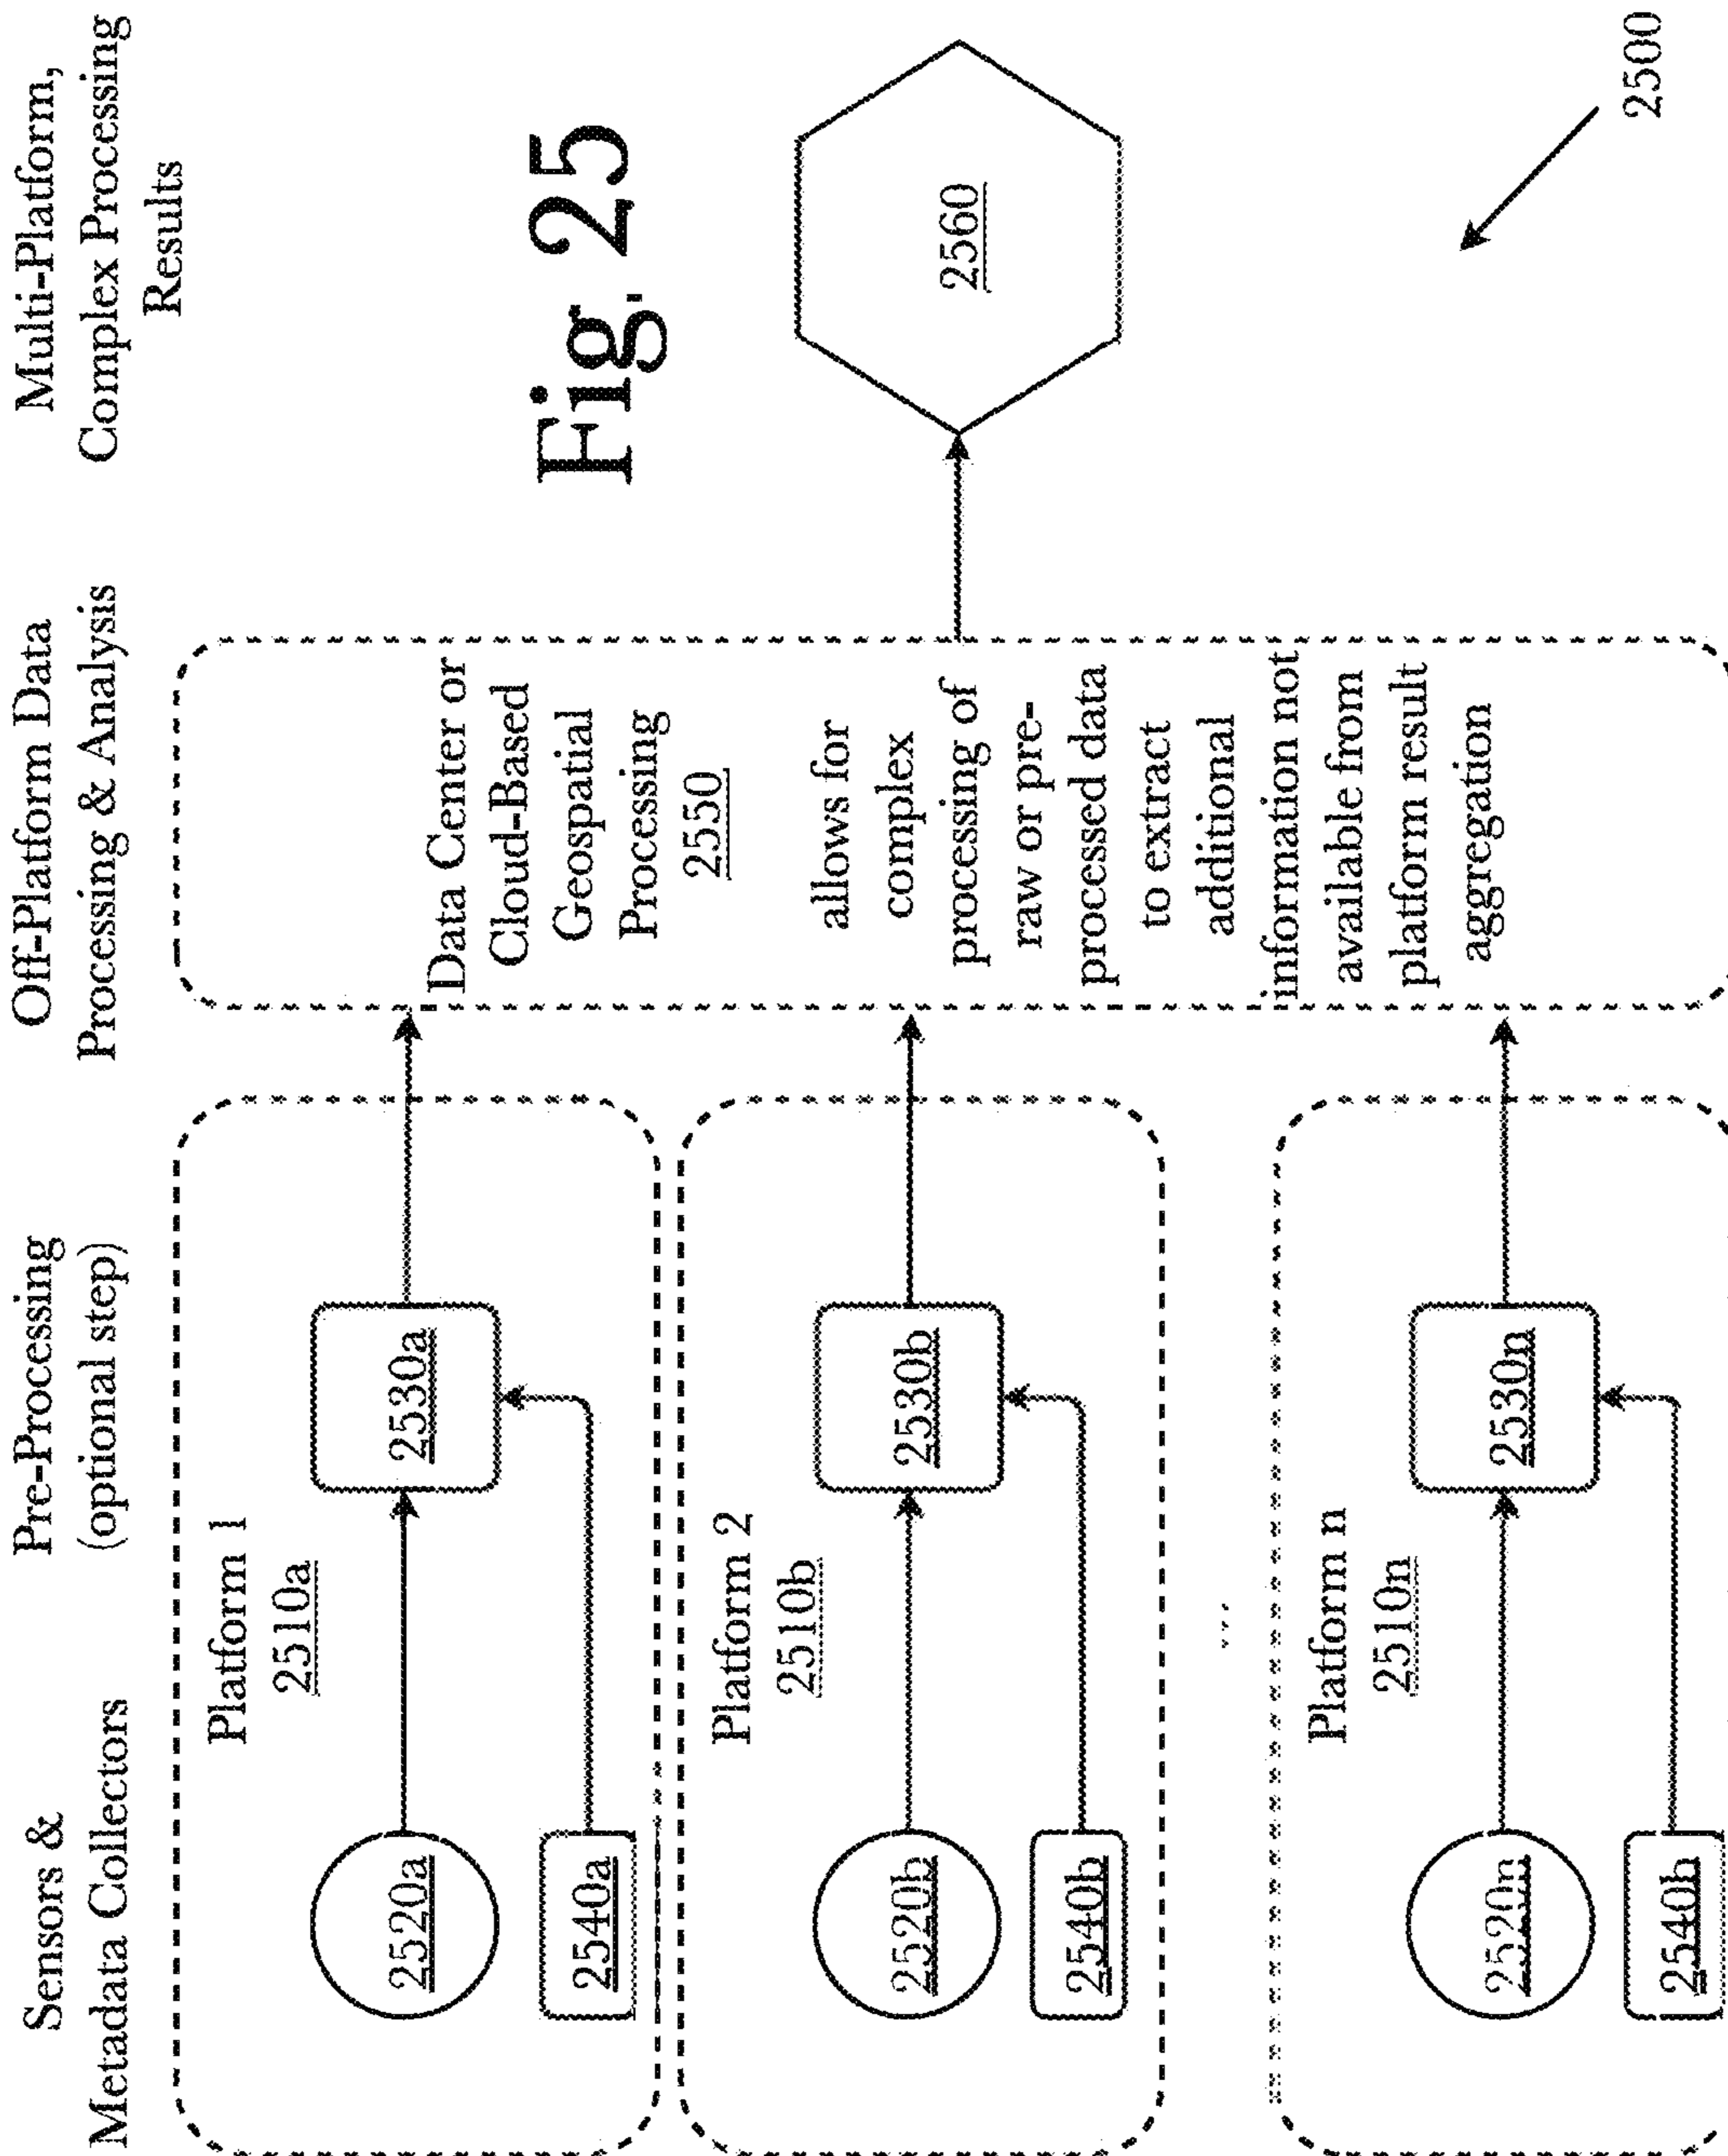 Sensors &
Metadata Collectors
Pre-Processing
(optional step)
Off-Platform Data
Processing & Analysis
Multi-Platform,
Complex Processing
Results
Platform 1
2510a
2520a
2530a
2540a
Platform 2
2510b
2520b
2530b
2540b
...
Platform n
2510n
2520n
2530n
2540b
Data Center or
Cloud-Based
Geospatial
Processing
2550
allows for
complex
processing of
raw or pre-
processed data
to extract
additional
information not
available from
platform result
aggregation
Fig. 25
2560
2500